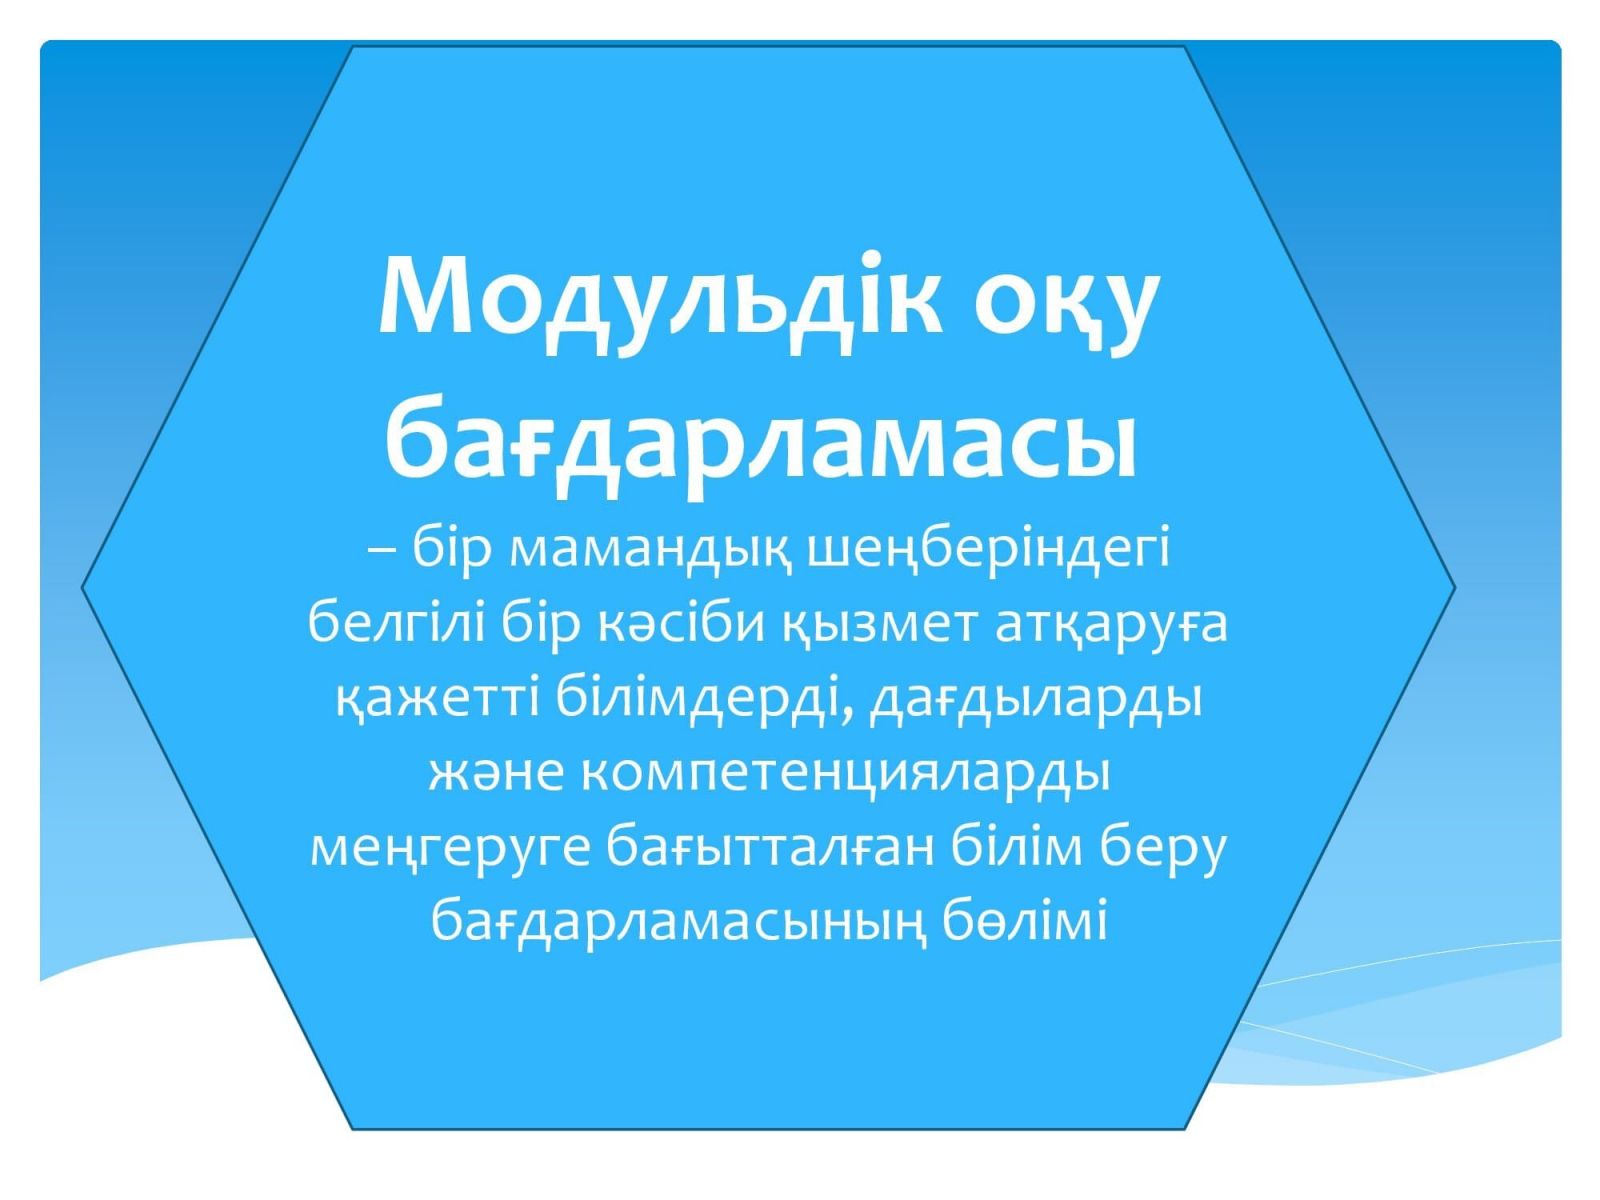 Модульдік оқу
бағдарламасы
– бір мамандық шеңберіндегі
белгілі бір кәсіби қызмет атқаруға
қажетті білімдерді, дағдыларды
және компетенцияларды
меңгеруге бағытталған білім беру
бағдарламасының бөлімі